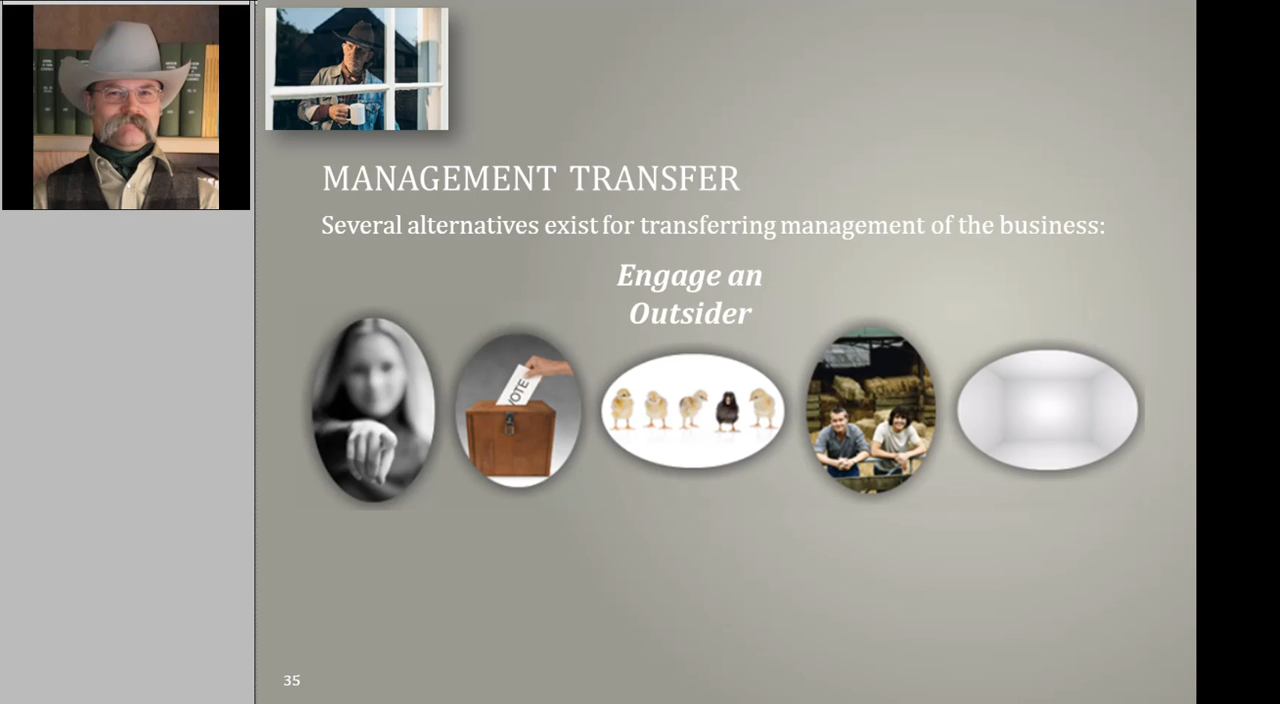 MANAGEMENT TRANSFER
Several alternatives exist for transferring management of the business:
Engage an
Outsider
VOTE
35